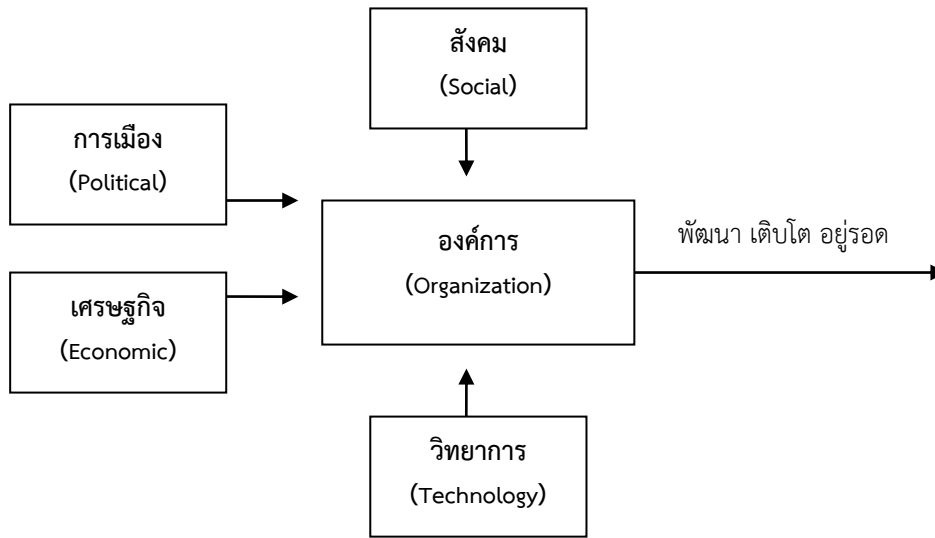 สังคม
(Social)
การเมือง
(Political)
องค์การ
(Organization)
พัฒนา เติบโต อยู่รอด
เศรษฐกิจ
(Economic)
วิทยาการ
(Technology)